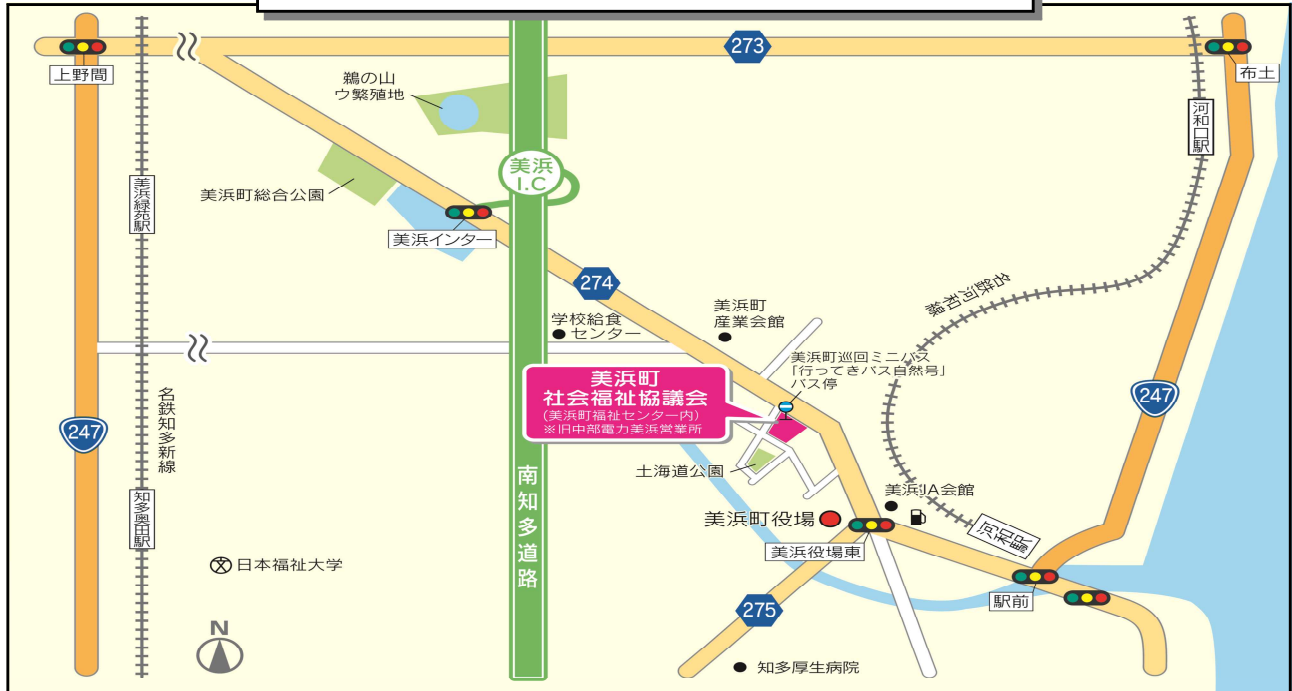 273
上野間
布土
鵜の山
ウ繁殖地
河和口駅
美浜
I.C
美浜緑苑駅
美浜町総合公園
美浜インター
274
名鉄河和線
美浜町
産業会館
学校給食
センター
美浜町巡回ミニバス
「行ってきバス自然号」
バス停
美浜町
社会福祉協議会
(美浜町福祉センター内)
※旧中部電力美浜営業所
247
名鉄知多新線
247
土海道公園
南知多道路
美浜JA会館
知多奥田駅
美浜町役場
河和駅
美浜役場東
日本福祉大学
駅前
275
N
知多厚生病院